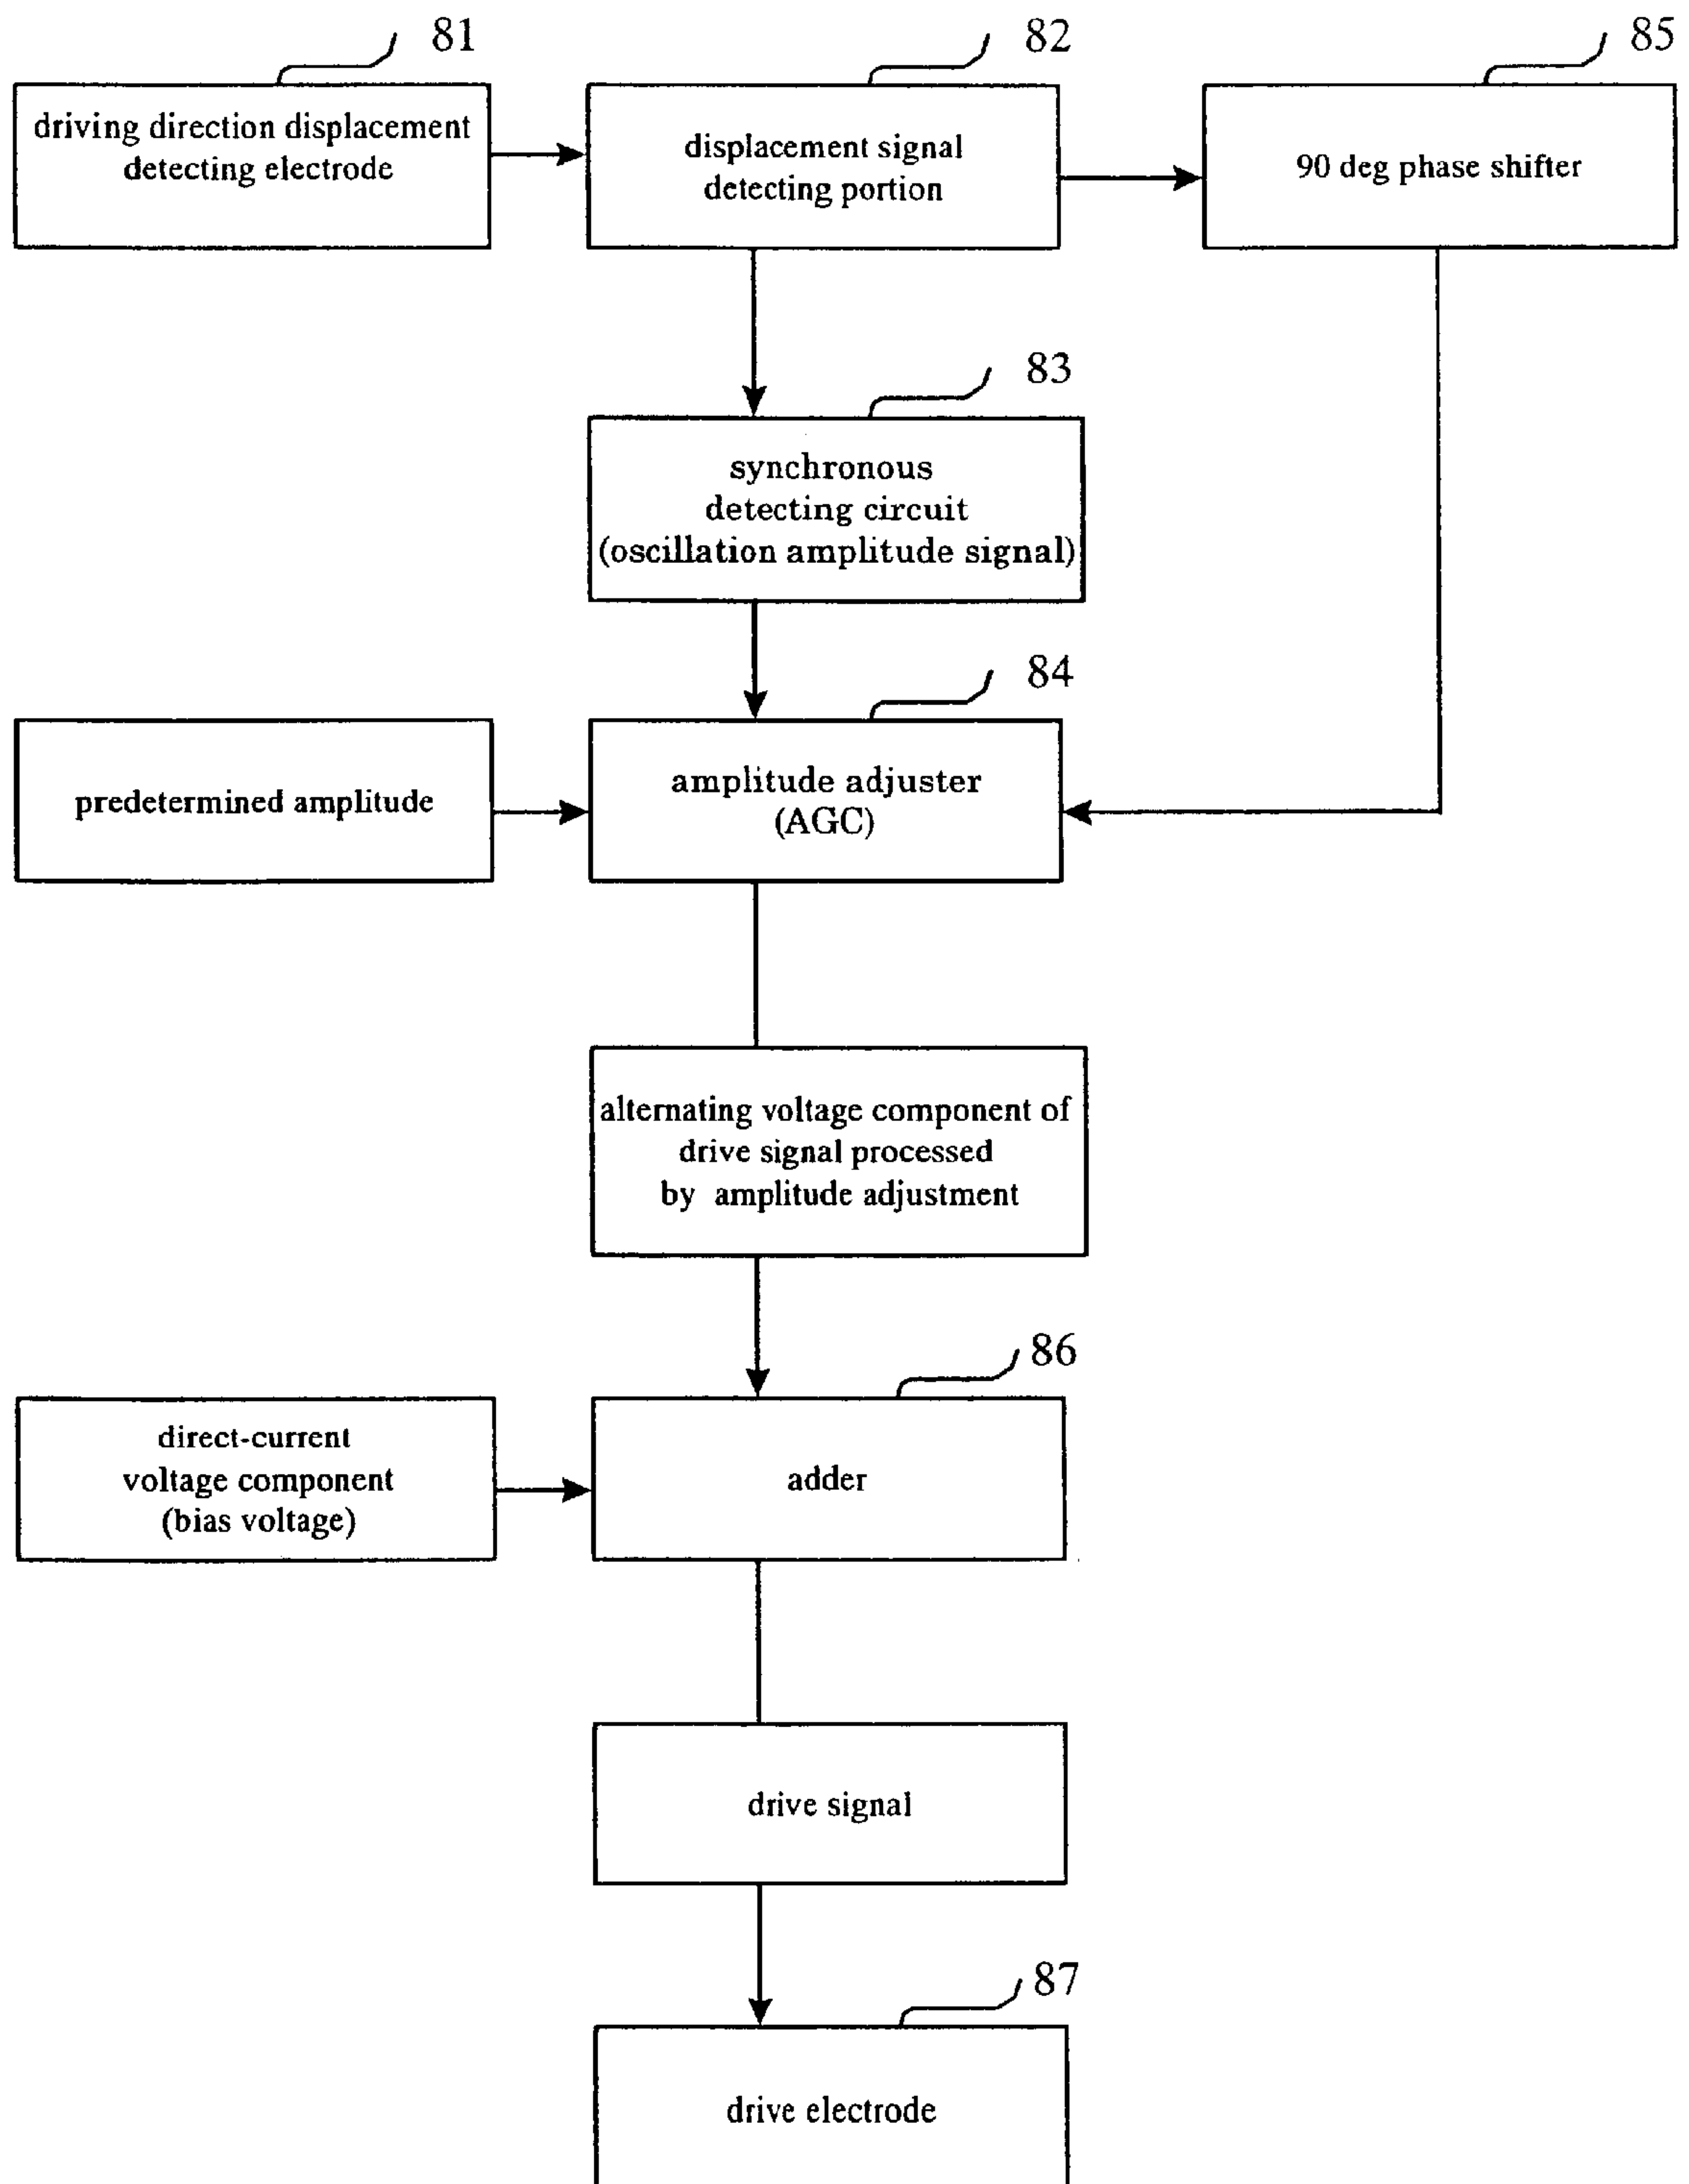 81
82
85
driving direction displacement
detecting electrode
displacement signal
detecting portion
90 deg phase shifter
83
synchronous
detecting circuit
(oscillation amplitude signal)
84
predetermined amplitude
amplitude adjuster
(AGC)
alternating voltage component of
drive signal processed
by amplitude adjustment
86
direct-current
voltage component
(bias voltage)
adder
drive signal
87
drive electrode